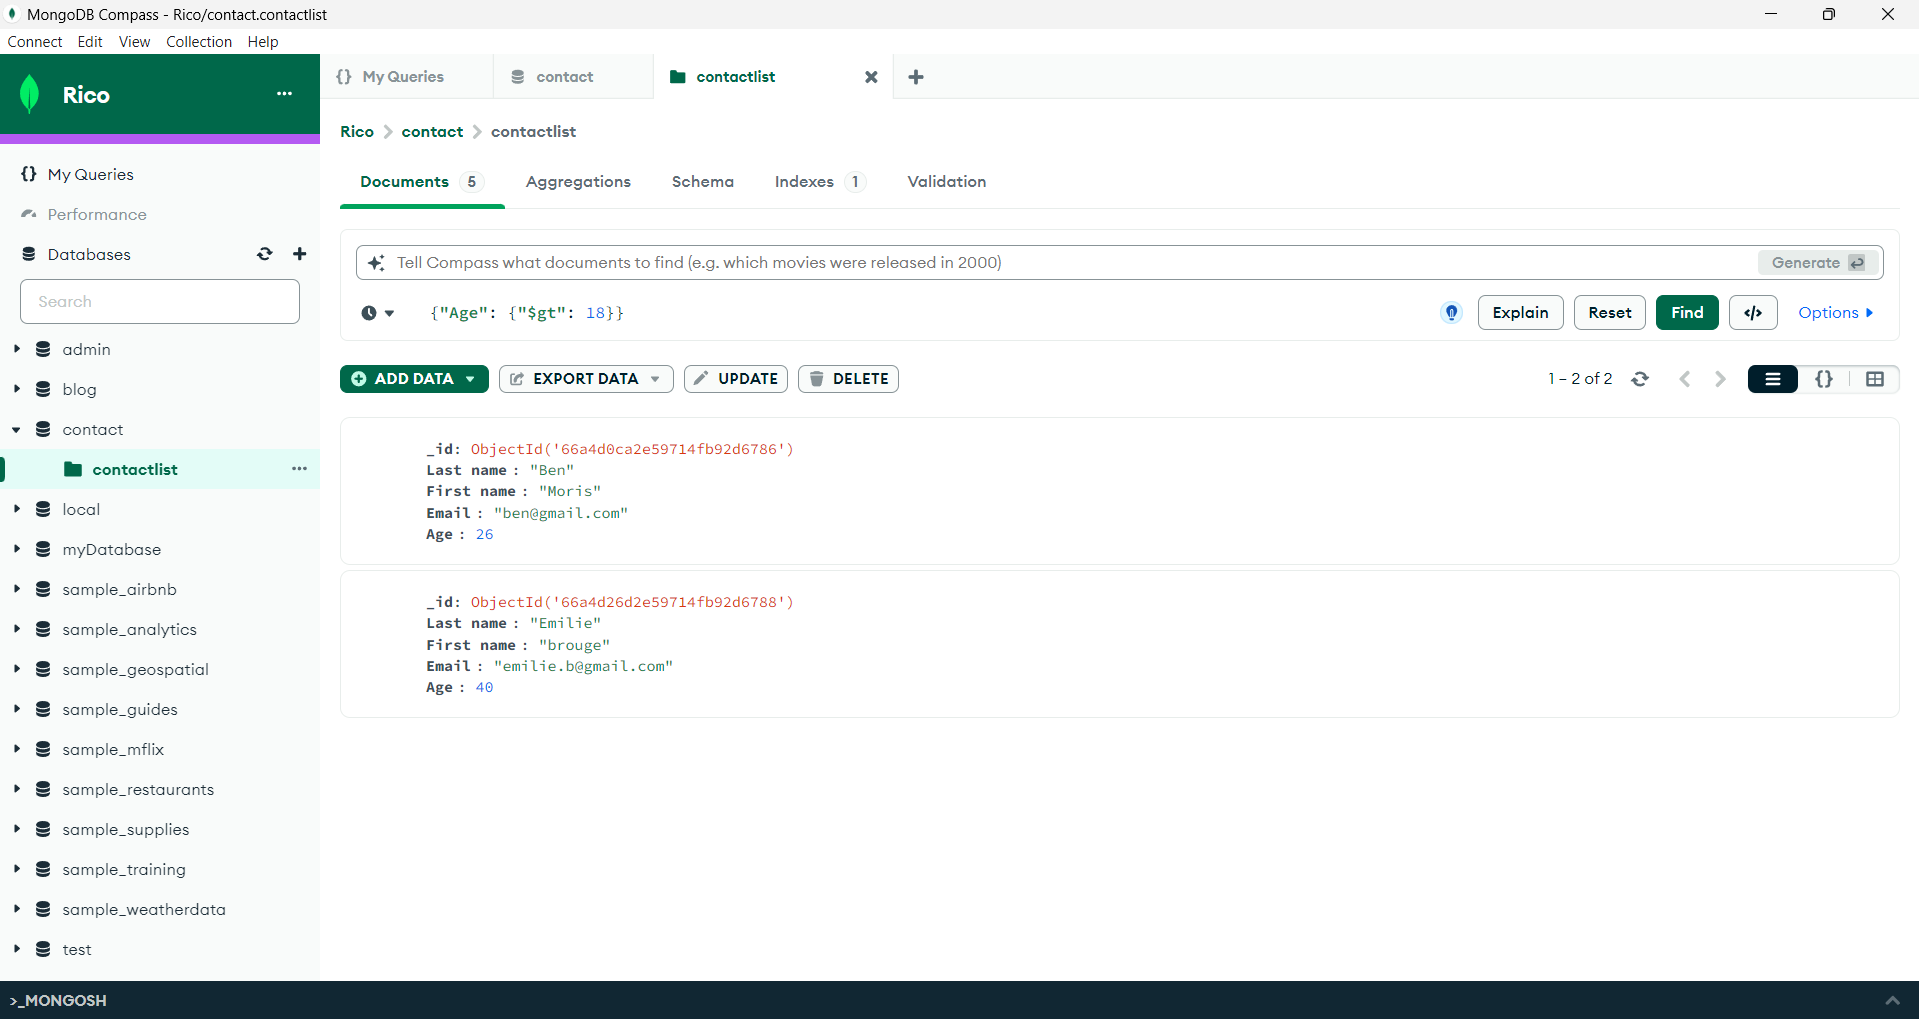 MongoDB Compass - Rico/contact.contactlist
Connect Edit View Collection Help
Rico
My Queries
Performance
Databases
Search
admin
blog
contact
contactlist
local
myDatabase
sample_airbnb
sample_analytics
sample_geospatial
sample_guides
sample_mflix
sample_restaurants
sample_supplies
sample_training
sample_weatherdata
test
{} My Queries
contact
contactlist
Rico > contact > contactlist
Documents 5 Aggregations Schema Indexes 1 Validation
Tell Compass what documents to find (e.g. which movies were released in 2000) Generate
{"Age": {"$gt": 18}} Explain Reset Find </> Options
ADD DATA EXPORT DATA UPDATE DELETE 1 – 2 of 2 {}
_id: ObjectId('66a4d0ca2e59714fb92d6786')
Last name : "Ben"
First name : "Moris"
Email : "ben@gmail.com"
Age : 26
_id: ObjectId('66a4d26d2e59714fb92d6788')
Last name : "Emilie"
First name : "brouge"
Email : "emilie.b@gmail.com"
Age : 40
>_MONGOSH